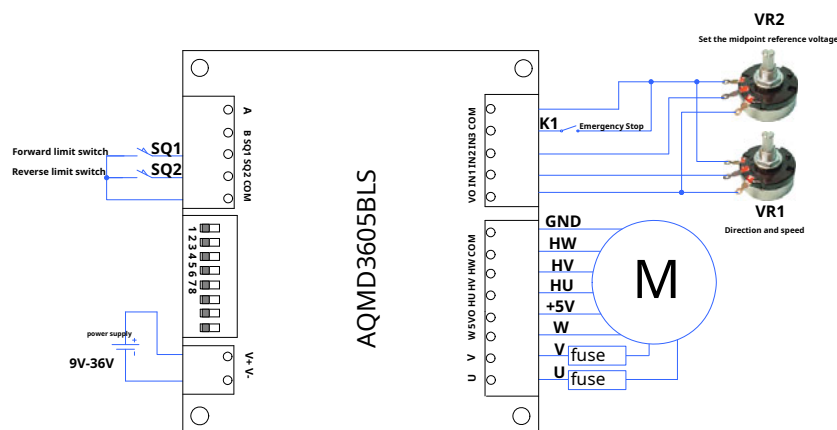 VR2
Set the midpoint reference voltage
A
B SQ1 SQ2 COM
Forward limit switch
SQ1
Reverse limit switch
SQ2
VO IN1 IN2 IN3 COM
K1
Emergency Stop
VR1
Direction and speed
AQMD3605BLS
1 2 3 4 5 6 7 8
U V W 5VO HU HV HW COM
GND
HW
HV
HU
+5V
W
V
fuse
U
fuse
M
power supply
+
9V-36V
V+ V-